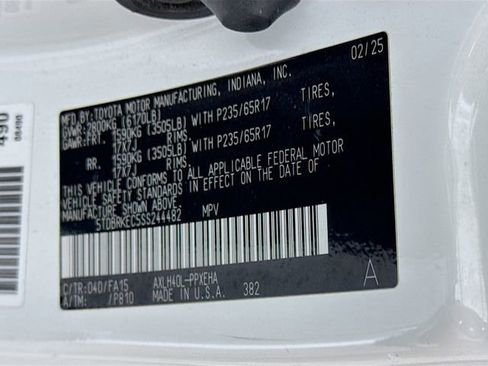 02/25
MFD.BY:TOYOTA MOTOR MANUFACTURING, INDIANA, INC.
GVWR:2800KG (6170LB)
GAWR:FRT. 1590KG (3505LB) WITH P235/65R17 TIRES,
17X7J RIMS.
RR. 1590KG (3505LB) WITH P235/65R17 TIRES,
17X7J RIMS.
THIS VEHICLE CONFORMS TO ALL APPLICABLE FEDERAL MOTOR
VEHICLE SAFETY STANDARDS IN EFFECT ON THE DATE OF
MANUFACTURE SHOWN ABOVE.
5TDBRKEC5SS244482 MPV
C/TR:040/FA15 AXLH40L-PPXEHA
A/TM: /P810 MADE IN U.S.A. 382
A
490